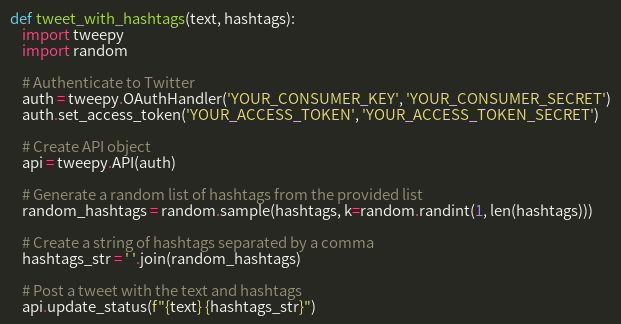 def tweet_with_hashtags(text, hashtags):
    import tweepy
    import random

    # Authenticate to Twitter
    auth = tweepy.OAuthHandler('YOUR_CONSUMER_KEY', 'YOUR_CONSUMER_SECRET')
    auth.set_access_token('YOUR_ACCESS_TOKEN', 'YOUR_ACCESS_TOKEN_SECRET')

    # Create API object
    api = tweepy.API(auth)

    # Generate a random list of hashtags from the provided list
    random_hashtags = random.sample(hashtags, k=random.randint(1, len(hashtags)))

    # Create a string of hashtags separated by a comma
    hashtags_str = ' '.join(random_hashtags)

    # Post a tweet with the text and hashtags
    api.update_status(f"{text} {hashtags_str}")